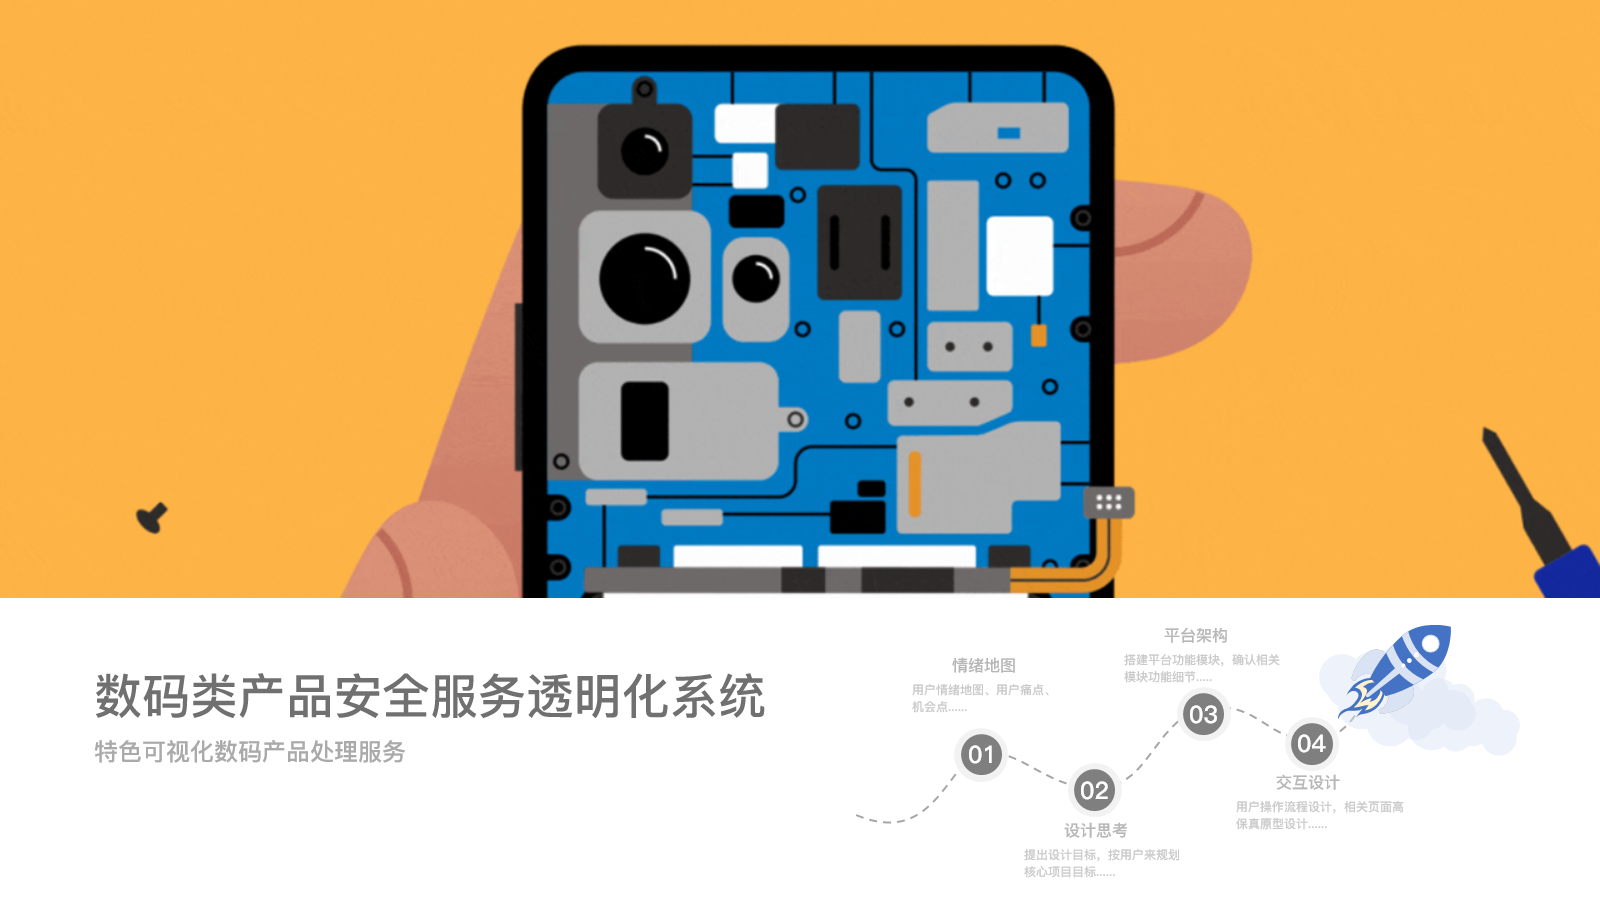 数码类产品安全服务透明化系统
特色可视化数码产品处理服务
情绪地图
用户情绪地图、用户痛点、
机会点......
01
02
设计思考
提出设计目标，按用户来规划
核心项目目标......
平台架构
搭建平台功能模块，确认相关
模块功能细节.....
03
04
交互设计
用户操作流程设计，相关页面高
保真原型设计......